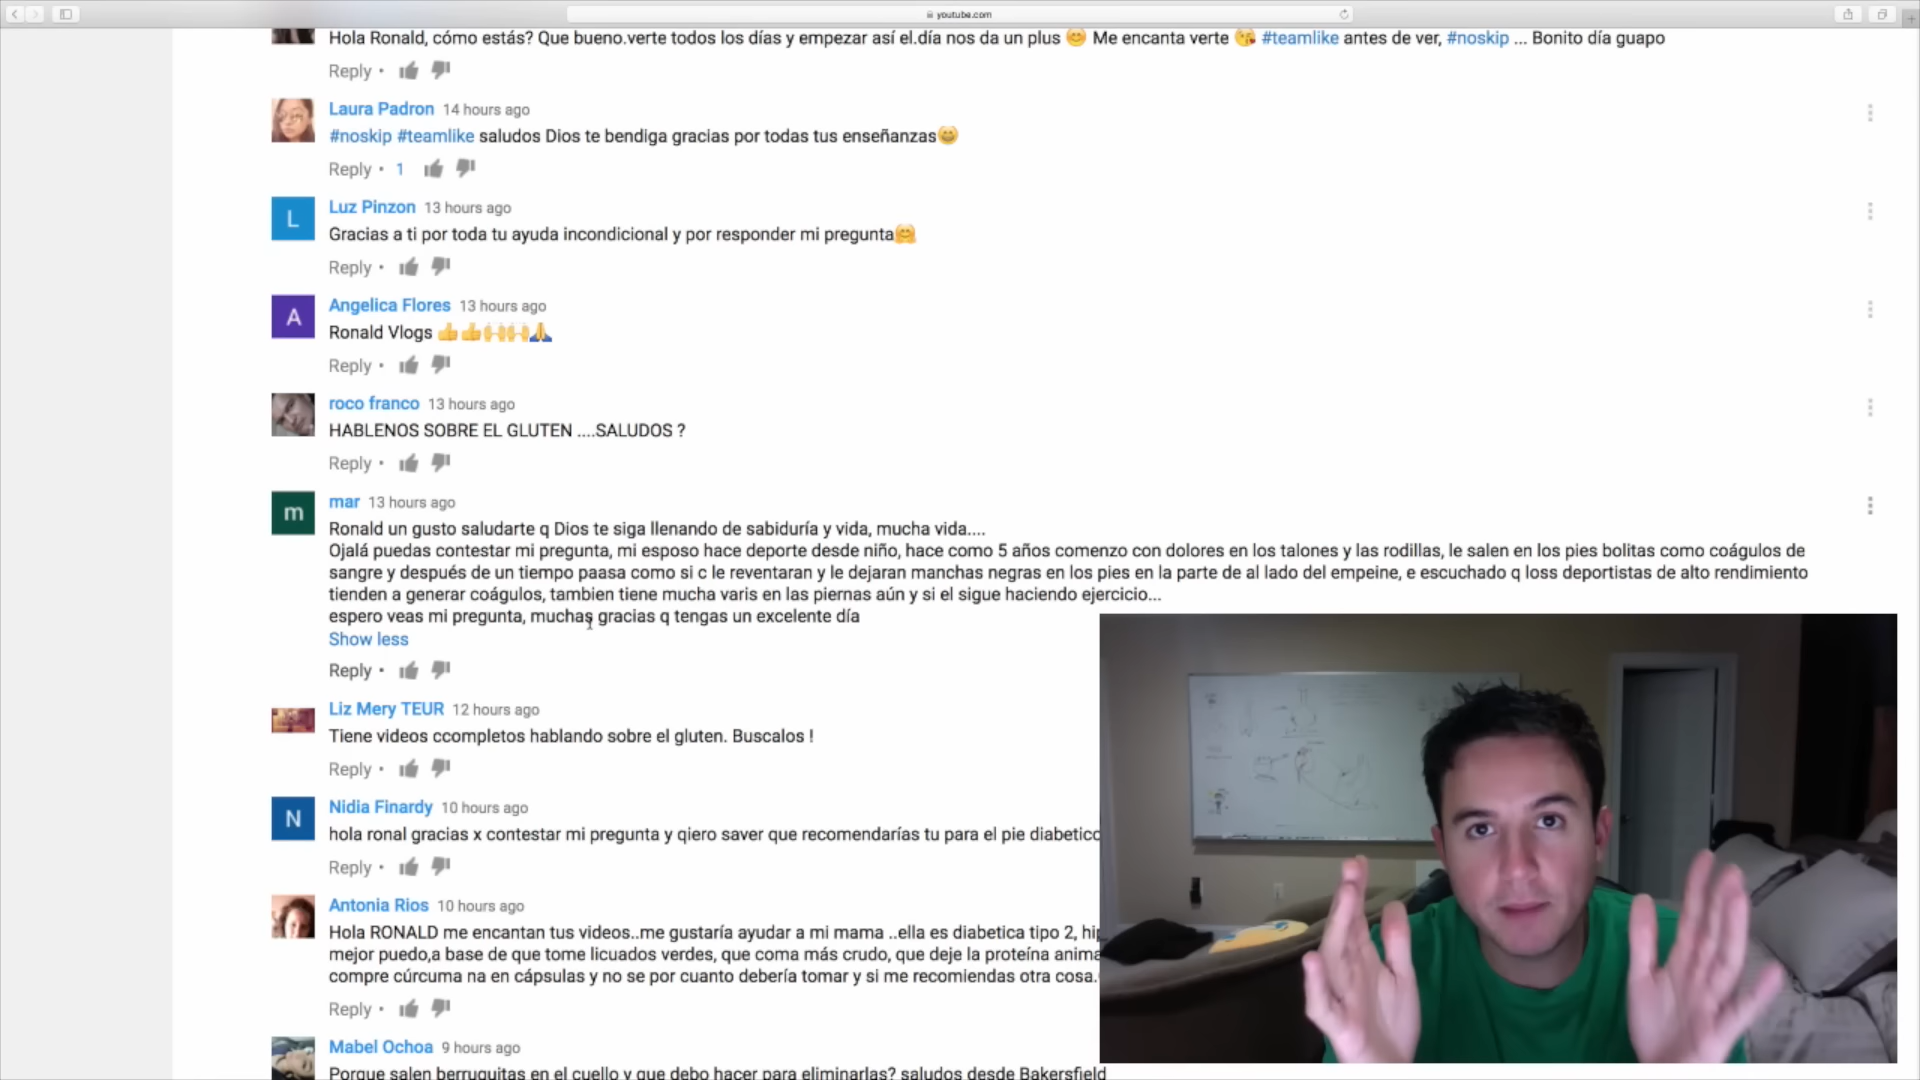 youtube.com
Hola Ronald, cómo estás? Que bueno.verte todos los días y empezar así el.día nos da un plus 😊 Me encanta verte 😘 #teamlike antes de ver, #noskip ... Bonito día guapo
Reply •
Laura Padron 14 hours ago
#noskip #teamlike saludos Dios te bendiga gracias por todas tus enseñanzas😀
Reply • 1
L
Luz Pinzon 13 hours ago
Gracias a ti por toda tu ayuda incondicional y por responder mi pregunta🤗
Reply •
A
Angelica Flores 13 hours ago
Ronald Vlogs 👍👍🙌🙌🙏
Reply •
roco franco 13 hours ago
HABLENOS SOBRE EL GLUTEN ....SALUDOS ?
Reply •
m
mar 13 hours ago
Ronald un gusto saludarte q Dios te siga llenando de sabiduría y vida, mucha vida....
Ojalá puedas contestar mi pregunta, mi esposo hace deporte desde niño, hace como 5 años comenzo con dolores en los talones y las rodillas, le salen en los pies bolitas como coágulos de
sangre y después de un tiempo paasa como si c le reventaran y le dejaran manchas negras en los pies en la parte de al lado del empeine, e escuchado q loss deportistas de alto rendimiento
tienden a generar coágulos, tambien tiene mucha varis en las piernas aún y si el sigue haciendo ejercicio...
espero veas mi pregunta, muchas gracias q tengas un excelente día
Show less
Reply •
Liz Mery TEUR 12 hours ago
Tiene videos ccompletos hablando sobre el gluten. Buscalos !
Reply •
N
Nidia Finardy 10 hours ago
hola ronal gracias x contestar mi pregunta y qiero saver que recomendarías tu para el pie diabetico
Reply •
Antonia Rios 10 hours ago
Hola RONALD me encantan tus videos..me gustaría ayudar a mi mama ..ella es diabetica tipo 2, hip
mejor puedo,a base de que tome licuados verdes, que coma más crudo, que deje la proteína anima
compre cúrcuma na en cápsulas y no se por cuanto debería tomar y si me recomiendas otra cosa.
Reply •
Mabel Ochoa 9 hours ago
Porque salen berruguitas en el cuello y que debo hacer para eliminarlas? saludos desde Bakersfield